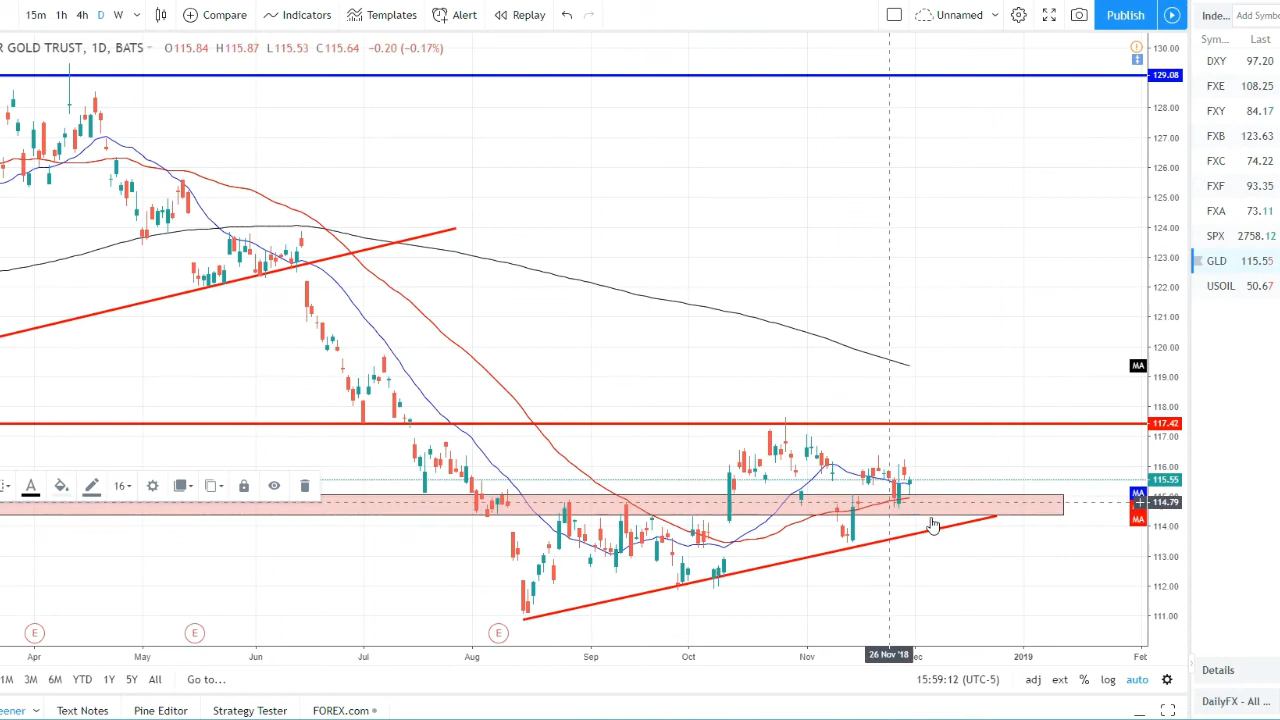 15m 1h 4h D W Compare Indicators Templates Alert Replay Unnamed Publish Inde... Add Symbo
R GOLD TRUST, 1D, BATS O115.84 H115.87 L115.53 C115.64 −0.20 (−0.17%)
Sym... Last
DXY 97.20
FXE 108.25
FXY 84.17
FXB 123.63
FXC 74.22
FXF 93.35
FXA 73.11
SPX 2758.12
GLD 115.55
USOIL 50.67
130.00
129.08
128.00
127.00
126.00
125.00
124.00
123.00
122.00
121.00
120.00
MA
119.00
118.00
117.42
117.00
116.00
115.55
MA
114.79
MA
114.00
113.00
112.00
111.00
16
E E E
Apr May Jun Jul Aug Sep Oct Nov 26 Nov '18 ec 2019 Fet
1M 3M 6M YTD 1Y 5Y All Go to... 15:59:12 (UTC-5) adj ext % log auto
Details
eener Text Notes Pine Editor Strategy Tester FOREX.com
DailyFX - All ...